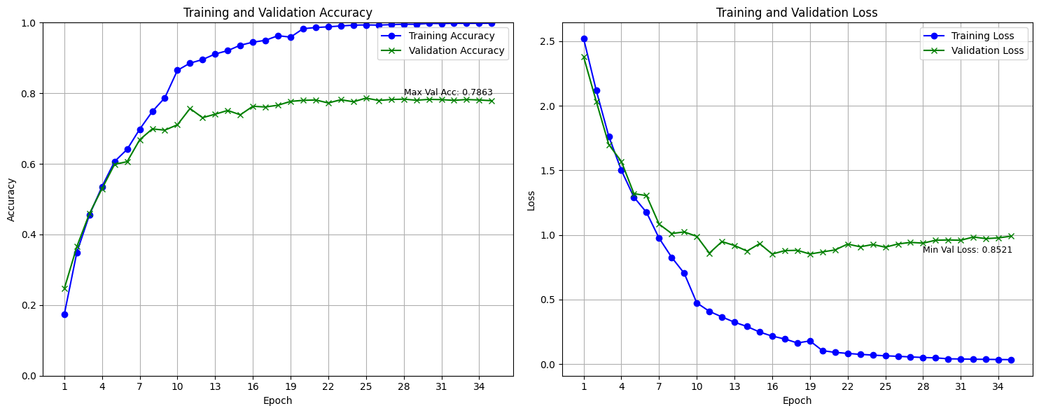 Training and Validation Accuracy
1.0
0.8
0.6
0.4
0.2
0.0
Accuracy
Training Accuracy
Validation Accuracy
Max Val Acc: 0.7863
1 4 7 10 13 16 19 22 25 28 31 34
Epoch
Training and Validation Loss
2.5
2.0
1.5
1.0
0.5
0.0
Loss
Training Loss
Validation Loss
Min Val Loss: 0.8521
1 4 7 10 13 16 19 22 25 28 31 34
Epoch